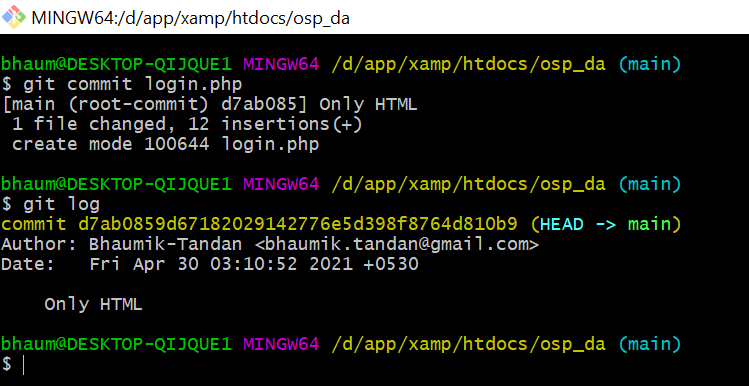 MINGW64:/d/app/xamp/htdocs/osp_da
bhaum@DESKTOP-QIJQUE1 MINGW64 /d/app/xamp/htdocs/osp_da (main)
$ git commit login.php
[main (root-commit) d7ab085] Only HTML
 1 file changed, 12 insertions(+)
 create mode 100644 login.php
bhaum@DESKTOP-QIJQUE1 MINGW64 /d/app/xamp/htdocs/osp_da (main)
$ git log
commit d7ab0859d67182029142776e5d398f8764d810b9 (HEAD -> main)
Author: Bhaumik-Tandan <bhaumik.tandan@gmail.com>
Date:   Fri Apr 30 03:10:52 2021 +0530
    Only HTML
bhaum@DESKTOP-QIJQUE1 MINGW64 /d/app/xamp/htdocs/osp_da (main)
$